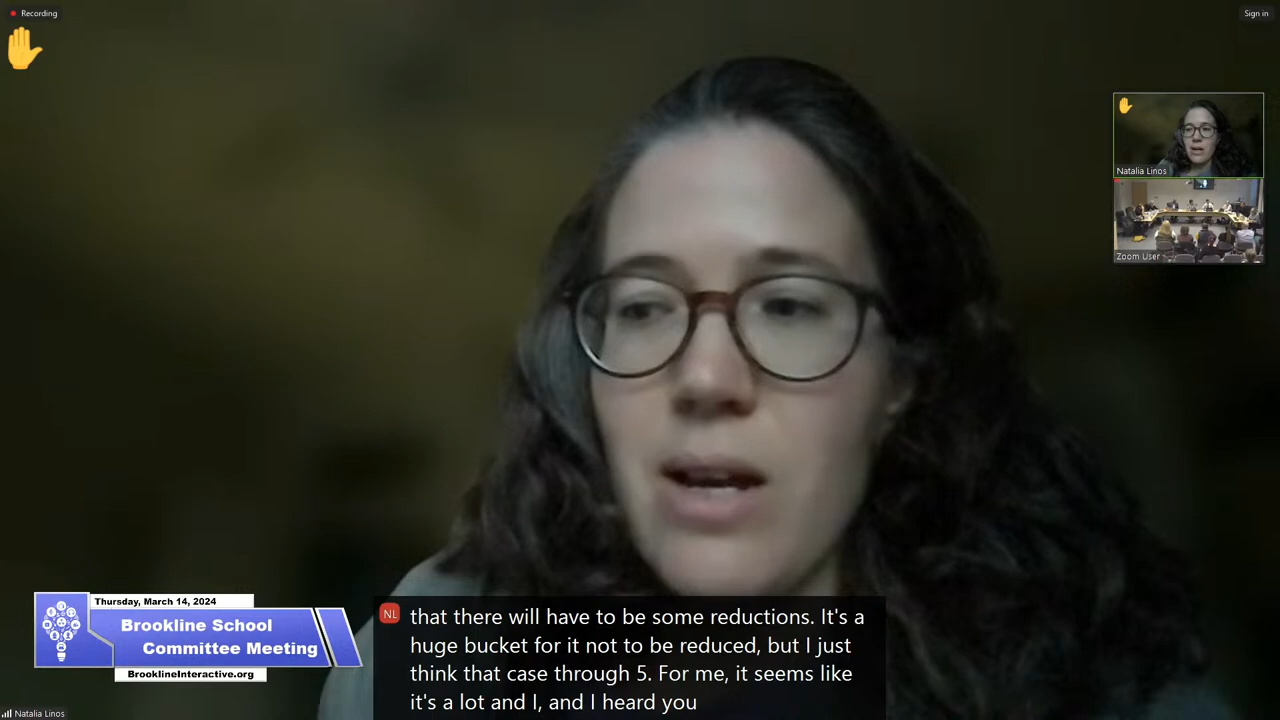 Recording
Sign in
Natalia Linos
Zoom User
Thursday, March 14, 2024
Brookline School
Committee Meeting
BrooklineInteractive.org
NL
that there will have to be some reductions. It's a
huge bucket for it not to be reduced, but I just
think that case through 5. For me, it seems like
it's a lot and I, and I heard you
Natalia Linos